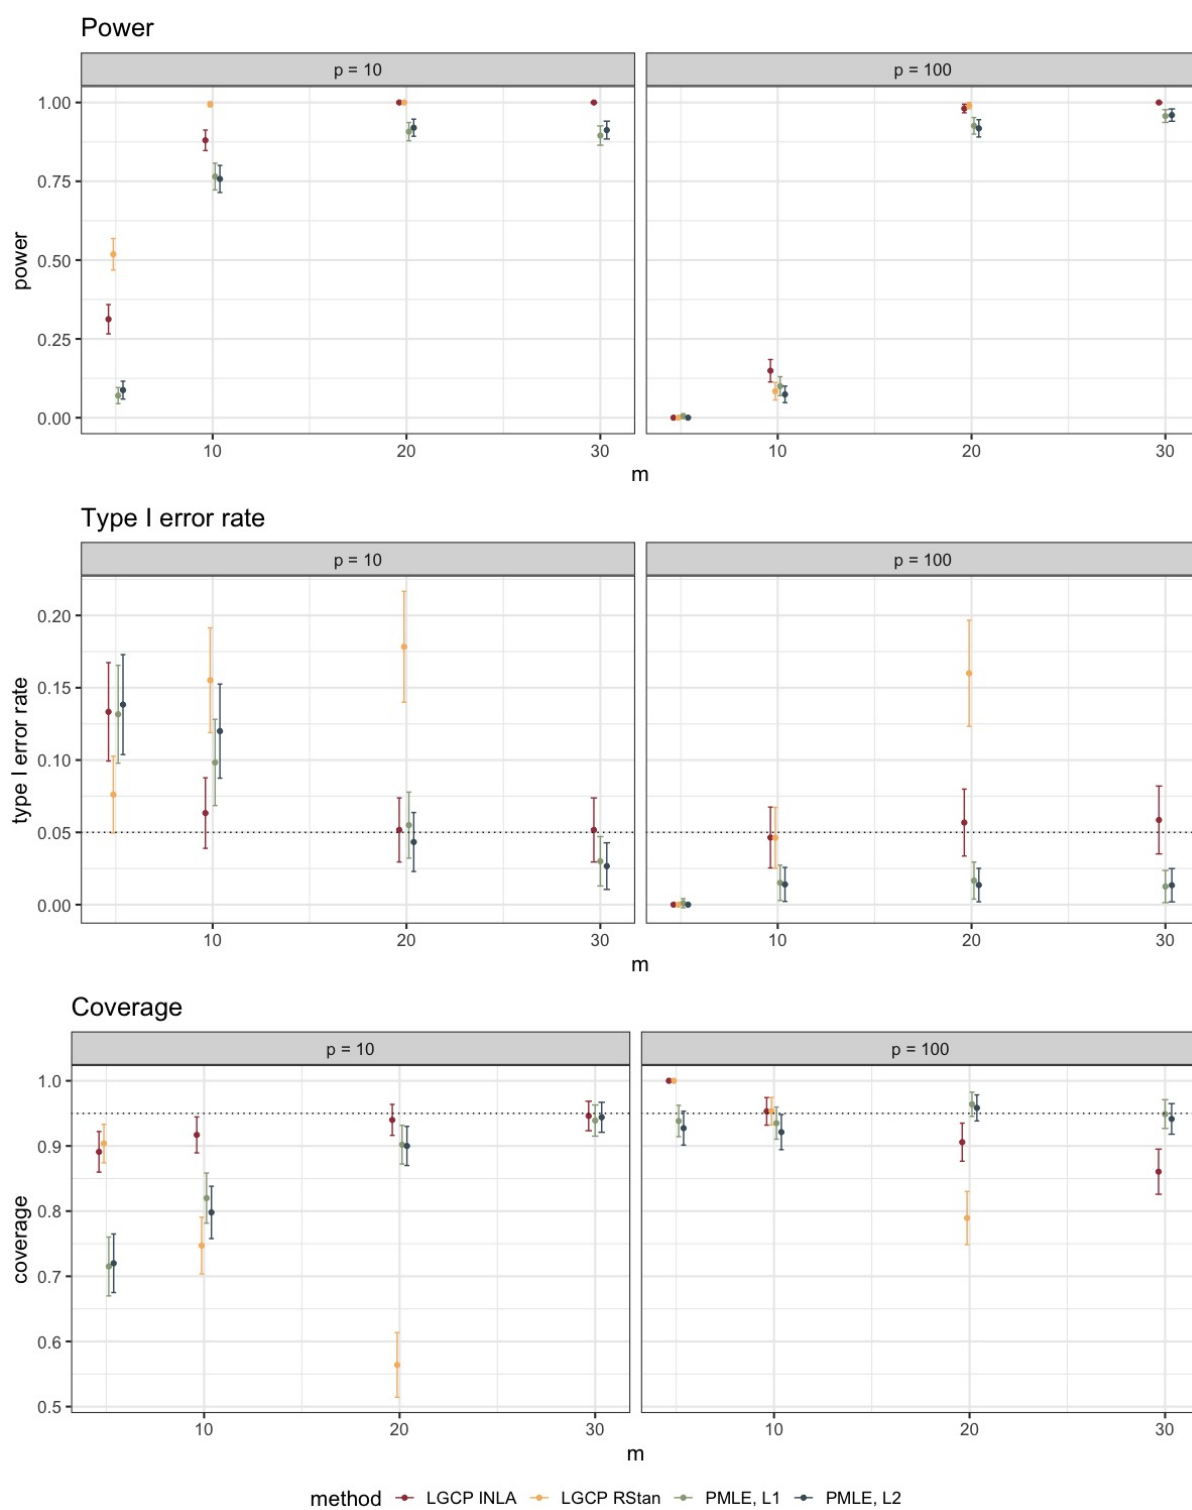 Power
p = 10
p = 100
1.00
0.75
0.50
0.25
0.00
power
10
20
30
10
20
30
m
Type I error rate
p = 10
p = 100
0.20
0.15
0.10
0.05
0.00
type I error rate
10
20
30
10
20
30
m
Coverage
p = 10
p = 100
1.0
0.9
0.8
0.7
0.6
0.5
coverage
10
20
30
10
20
30
m
method LGCP INLA LGCP RStan PMLE, L1 PMLE, L2